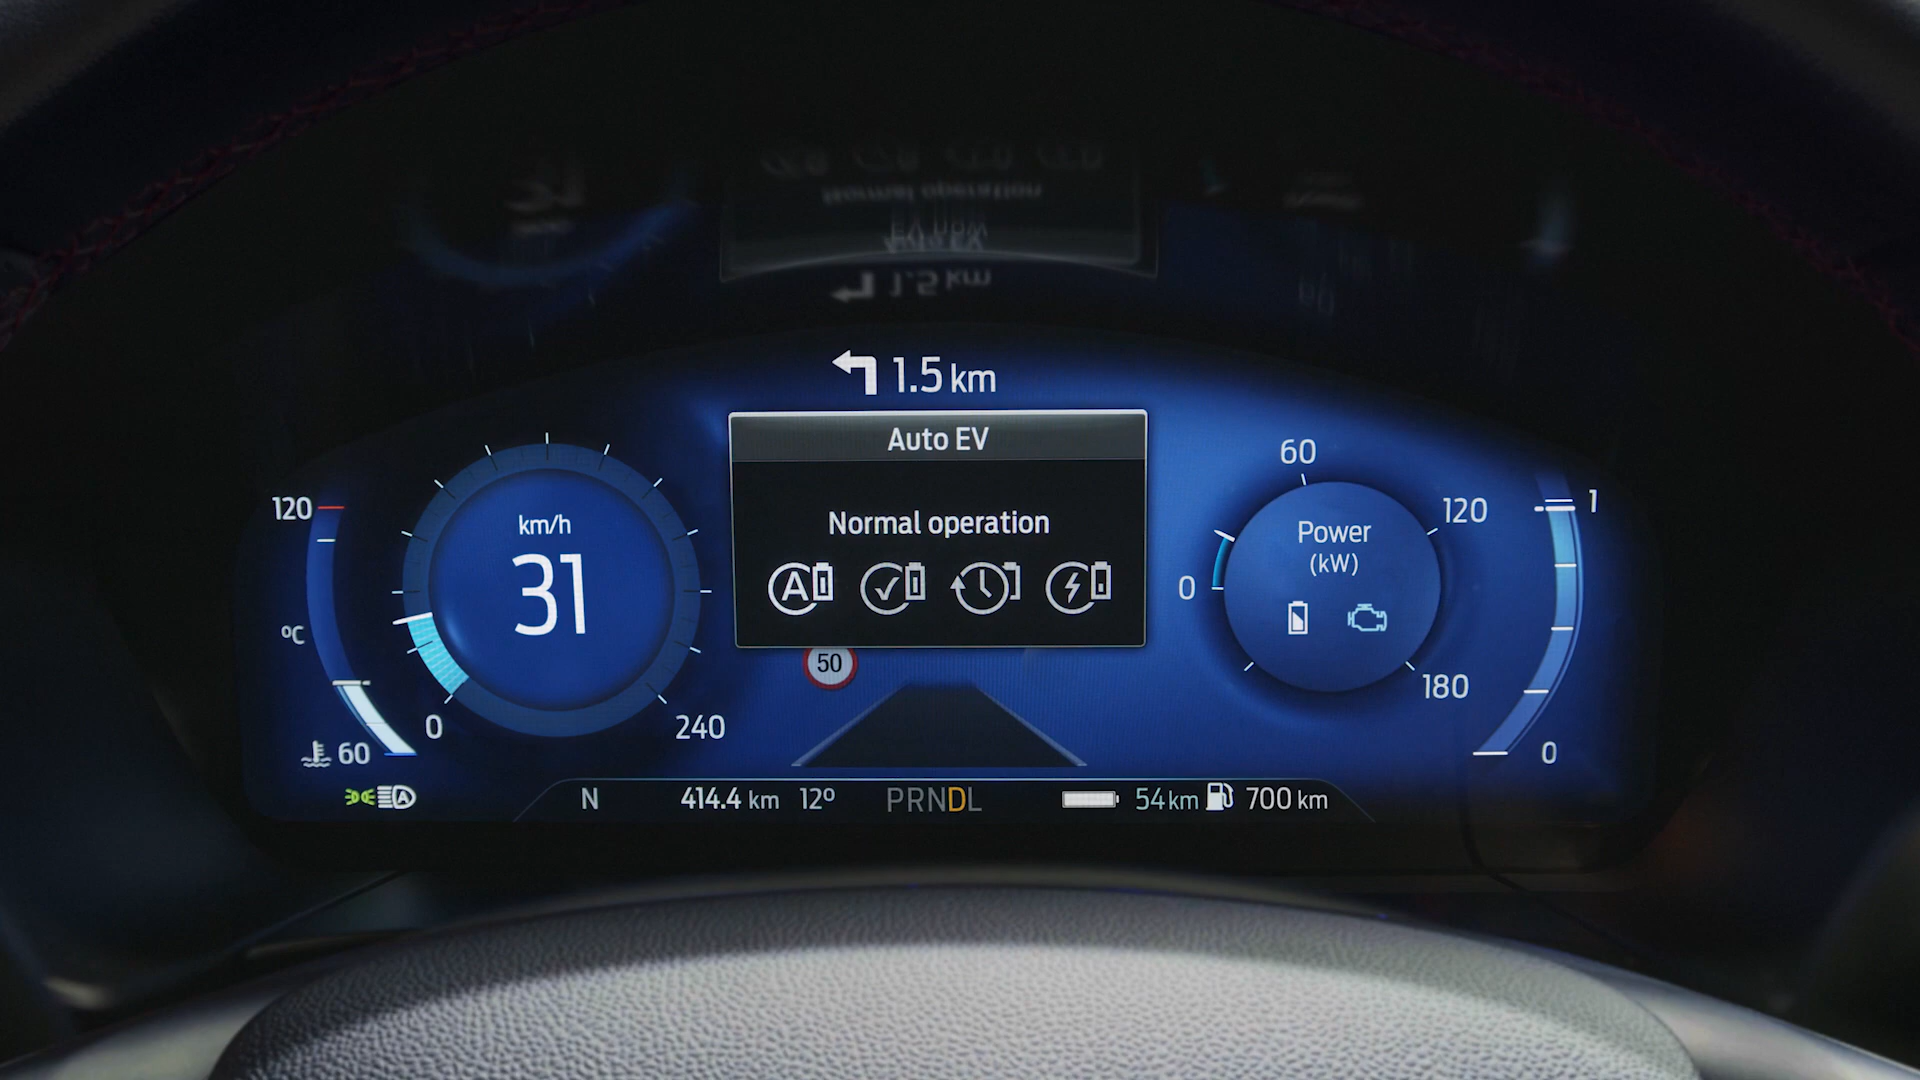 1.5 km
Auto EV
Normal operation
A
50
km/h
31
0
240
120
°C
60
60
120
180
0
Power
(kW)
1
0
A
N 414.4 km 12° PRNDL 54 km 700 km